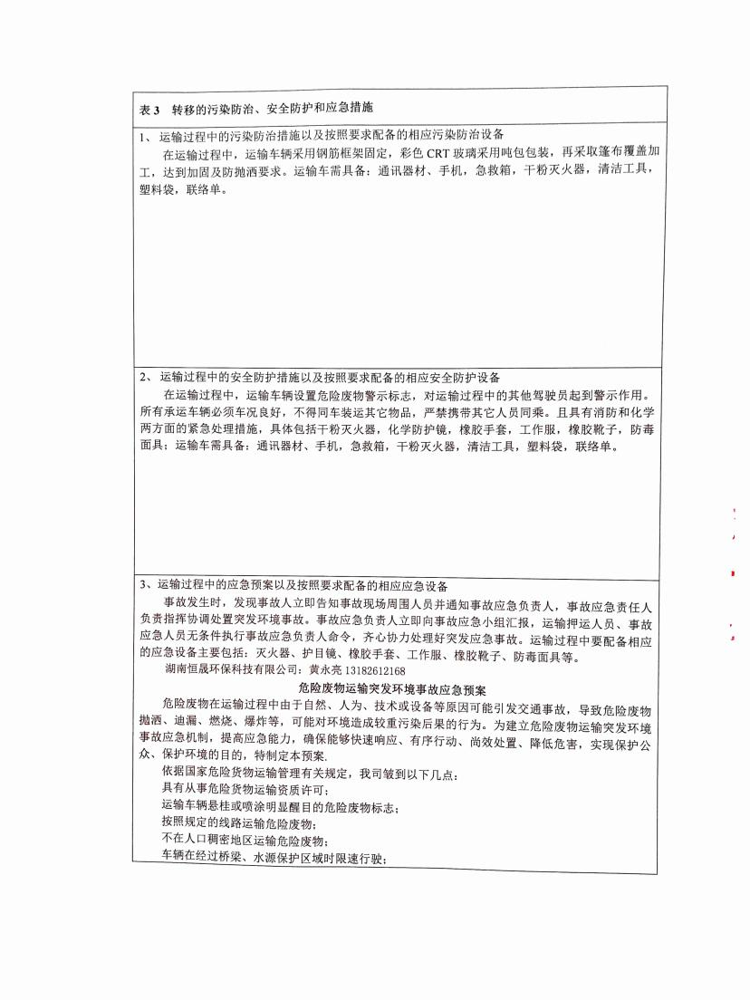 表 3　转移的污染防治、安全防护和应急措施
1、 运输过程中的污染防治措施以及按照要求配备的相应污染防治设备
在运输过程中，运输车辆采用钢筋框架固定，彩色 CRT 玻璃采用吨包包装，再采取篷布覆盖加
工，达到加固及防抛洒要求。运输车需具备：通讯器材、手机，急救箱，干粉灭火器，清洁工具，
塑料袋，联络单。
2、 运输过程中的安全防护措施以及按照要求配备的相应安全防护设备
在运输过程中，运输车辆设置危险废物警示标志，对运输过程中的其他驾驶员起到警示作用。
所有承运车辆必须车况良好，不得同车装运其它物品，严禁携带其它人员同乘。且具有消防和化学
两方面的紧急处理措施，具体包括干粉灭火器，化学防护镜，橡胶手套，工作服，橡胶靴子，防毒
面具；运输车需具备：通讯器材、手机，急救箱，干粉灭火器，清洁工具，塑料袋，联络单。
3、运输过程中的应急预案以及按照要求配备的相应应急设备
事故发生时，发现事故人立即告知事故现场周围人员并通知事故应急负责人，事故应急责任人
负责指挥协调处置突发环境事故。事故应急负责人立即向事故应急小组汇报，运输押运人员、事故
应急人员无条件执行事故应急负责人命令，齐心协力处理好突发应急事故。运输过程中要配备相应
的应急设备主要包括：灭火器、护目镜、橡胶手套、工作服、橡胶靴子、防毒面具等。
湖南恒晟环保科技有限公司：黄永亮 13182612168
危险废物运输突发环境事故应急预案
危险废物在运输过程中由于自然、人为、技术或设备等原因可能引发交通事故，导致危险废物
抛洒、迪漏、燃烧、爆炸等，可能对环境造成较重污染后果的行为。为建立危险废物运输突发环境
事故应急机制，提高应急能力，确保能够快速响应、有序行动、尚效处置、降低危害，实现保护公
众、保护环境的目的，特制定本预案.
依据国家危险货物运输管理有关规定，我司皱到以下几点：
具有从事危险货物运输资质许可；
运输车辆悬挂或喷涂明显醒目的危险废物标志；
按照规定的线路运输危险废物；
不在人口稠密地区运输危险废物；
车辆在经过桥梁、水源保护区域时限速行驶；